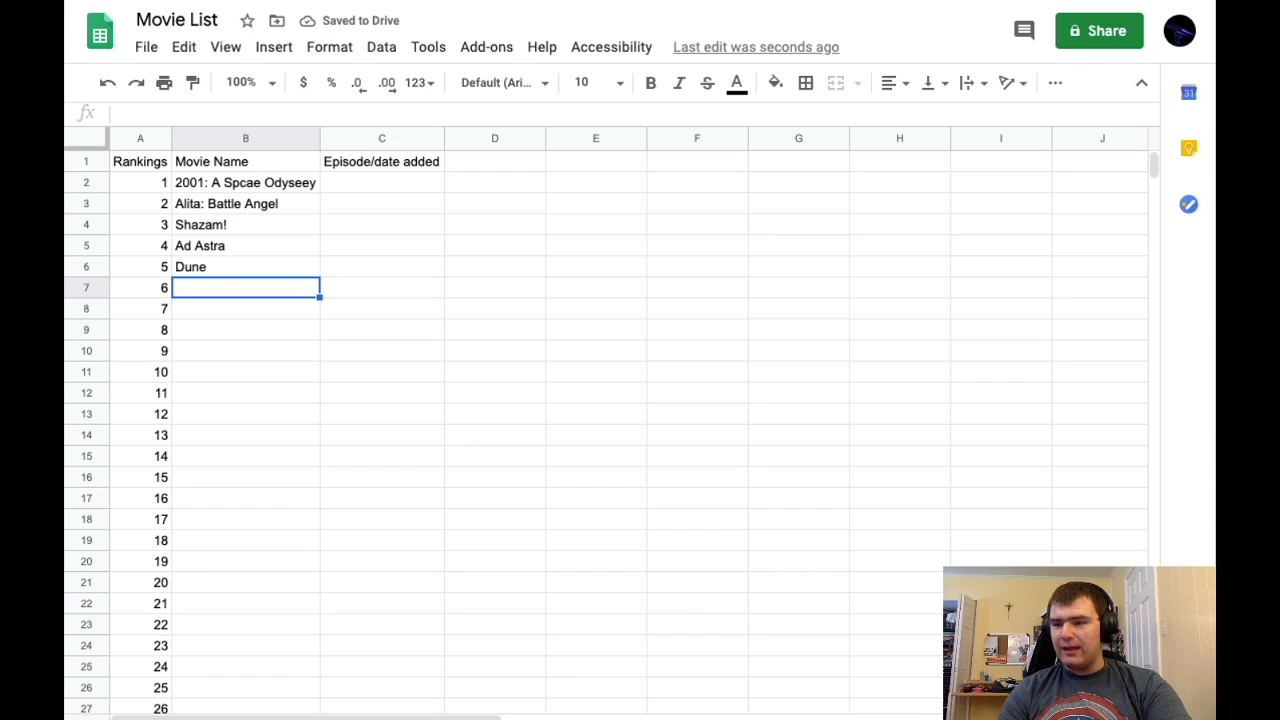 Movie List
Saved to Drive
File Edit View Insert Format Data Tools Add-ons Help Accessibility Last edit was seconds ago
Share
100% $ % .0 .00 123 Default (Ari... 10 B I S A
31
fx
A B C D E F G H I J
1 Rankings Movie Name Episode/date added
2 1 2001: A Spcae Odyseey
3 2 Alita: Battle Angel
4 3 Shazam!
5 4 Ad Astra
6 5 Dune
7 6
8 7
9 8
10 9
11 10
12 11
13 12
14 13
15 14
16 15
17 16
18 17
19 18
20 19
21 20
22 21
23 22
24 23
25 24
26 25
27 26